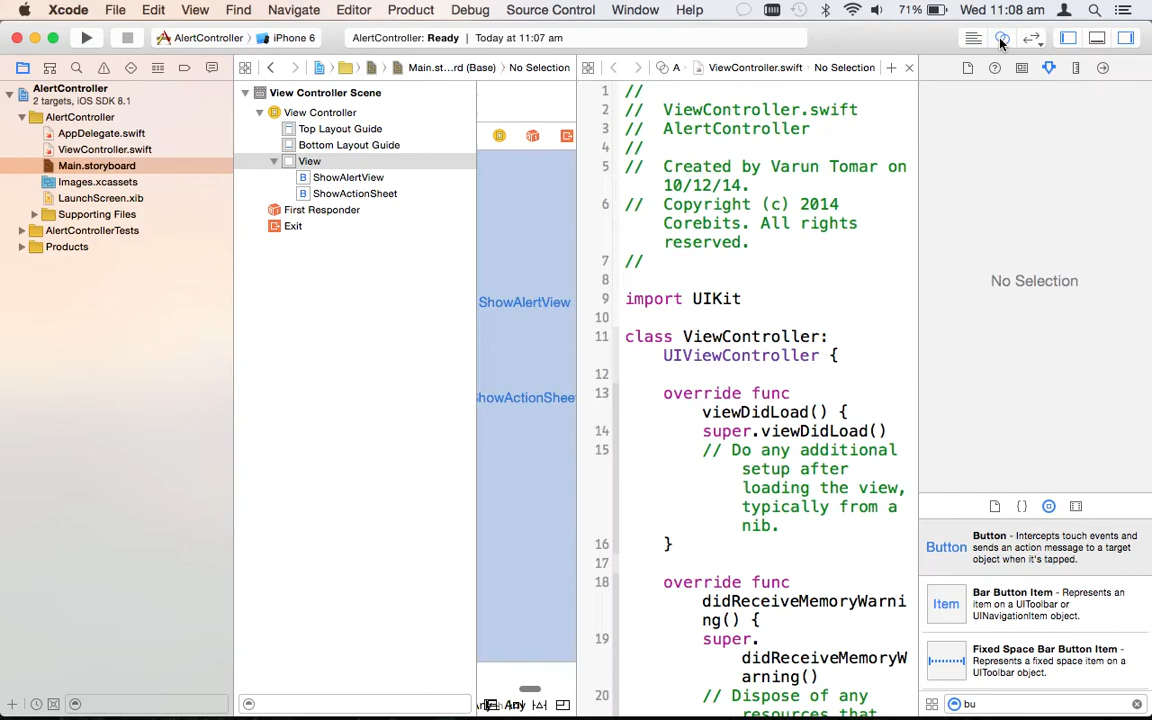 Xcode File Edit View Find Navigate Editor Product Debug Source Control Window Help 71% Wed 11:08 am
AlertController iPhone 6 AlertController: Ready Today at 11:07 am
Main.st...rd (Base) No Selection
A ViewController.swift No Selection
AlertController
2 targets, iOS SDK 8.1
AlertController
AppDelegate.swift
ViewController.swift
Main.storyboard
Images.xcassets
LaunchScreen.xib
Supporting Files
AlertControllerTests
Products
View Controller Scene
View Controller
Top Layout Guide
Bottom Layout Guide
View
B ShowAlertView
B ShowActionSheet
First Responder
Exit
ShowAlertView
ShowActionShee
Any
1 //
2 // ViewController.swift
3 // AlertController
4 //
5 // Created by Varun Tomar on
10/12/14.
6 // Copyright (c) 2014
Corebits. All rights
reserved.
7 //
8
9 import UIKit
10
11 class ViewController:
UIViewController {
12
13 override func
viewDidLoad() {
14 super.viewDidLoad()
15 // Do any additional
setup after
loading the view,
typically from a
nib.
16 }
17
18 override func
didReceiveMemoryWarni
ng() {
19 super.
didReceiveMemoryW
arning()
20 // Dispose of any
resources that
No Selection
Button
Button - Intercepts touch events and
sends an action message to a target
object when it's tapped.
Item
Bar Button Item - Represents an
item on a UIToolbar or
UINavigationItem object.
Fixed Space Bar Button Item -
Represents a fixed space item on a
UIToolbar object.
bu